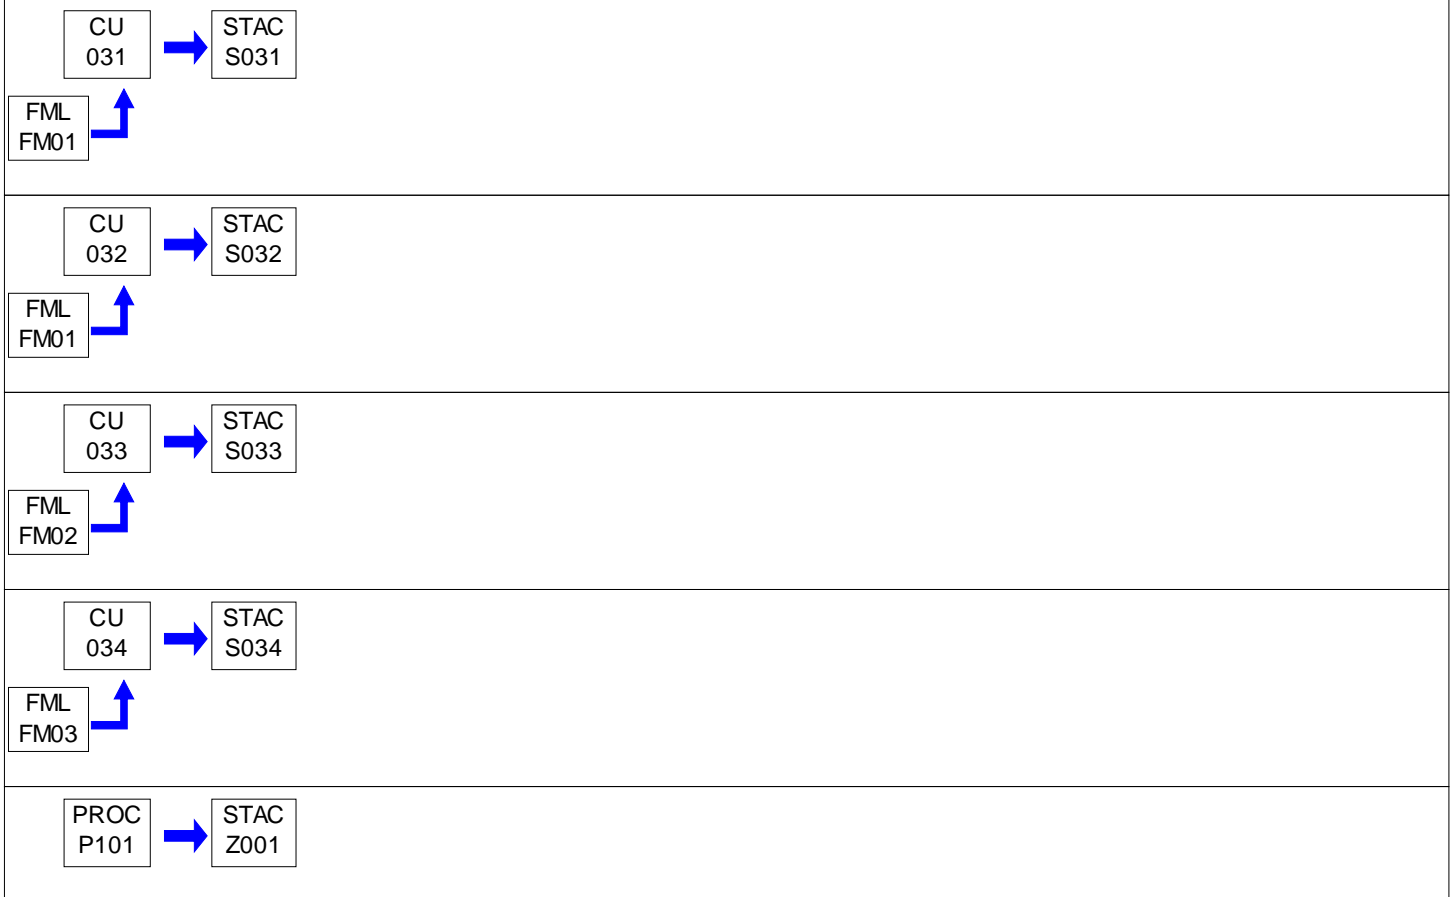 CU
031
STAC
S031
FML
FM01
CU
032
STAC
S032
FML
FM01
CU
033
STAC
S033
FML
FM02
CU
034
STAC
S034
FML
FM03
PROC
P101
STAC
Z001